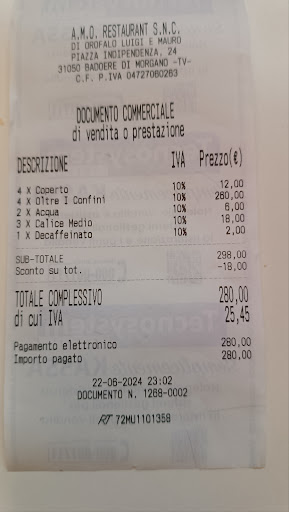 A.M.O. RESTAURANT S.N.C.
DI OROFALO LUIGI E MAURO
PIAZZA INDIPENDENZA, 24
31050 BADOERE DI MORGANO -TV-
C.F. P.IVA 04727060263
DOCUMENTO COMMERCIALE
di vendita o prestazione
DESCRIZIONE IVA Prezzo(€)
4 X Coperto 10% 12,00
4 X Oltre I Confini 10% 260,00
2 X Acqua 10% 6,00
3 X Calice Medio 10% 18,00
1 X Decaffeinato 10% 2,00
SUB-TOTALE 298,00
Sconto su tot. -18,00
TOTALE COMPLESSIVO 280,00
di cui IVA 25,45
Pagamento elettronico 280,00
Importo pagato 280,00
22-06-2024 23:02
DOCUMENTO N. 1268-0002
RT 72MU1101359